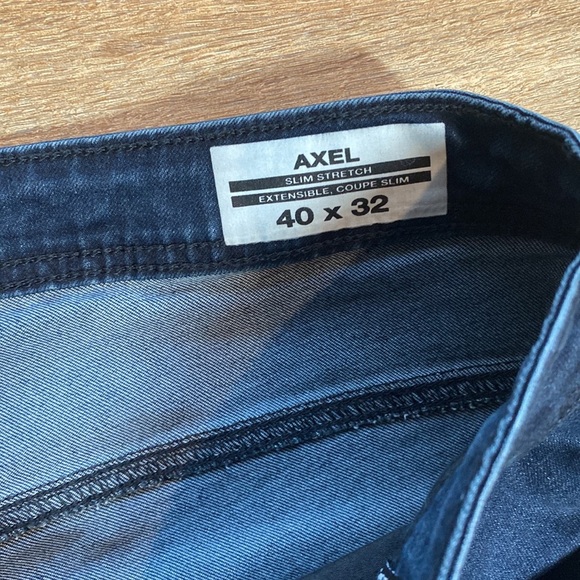 AXEL
SLIM STRETCH
EXTENSIBLE, COUPE SLIM
40 x 32